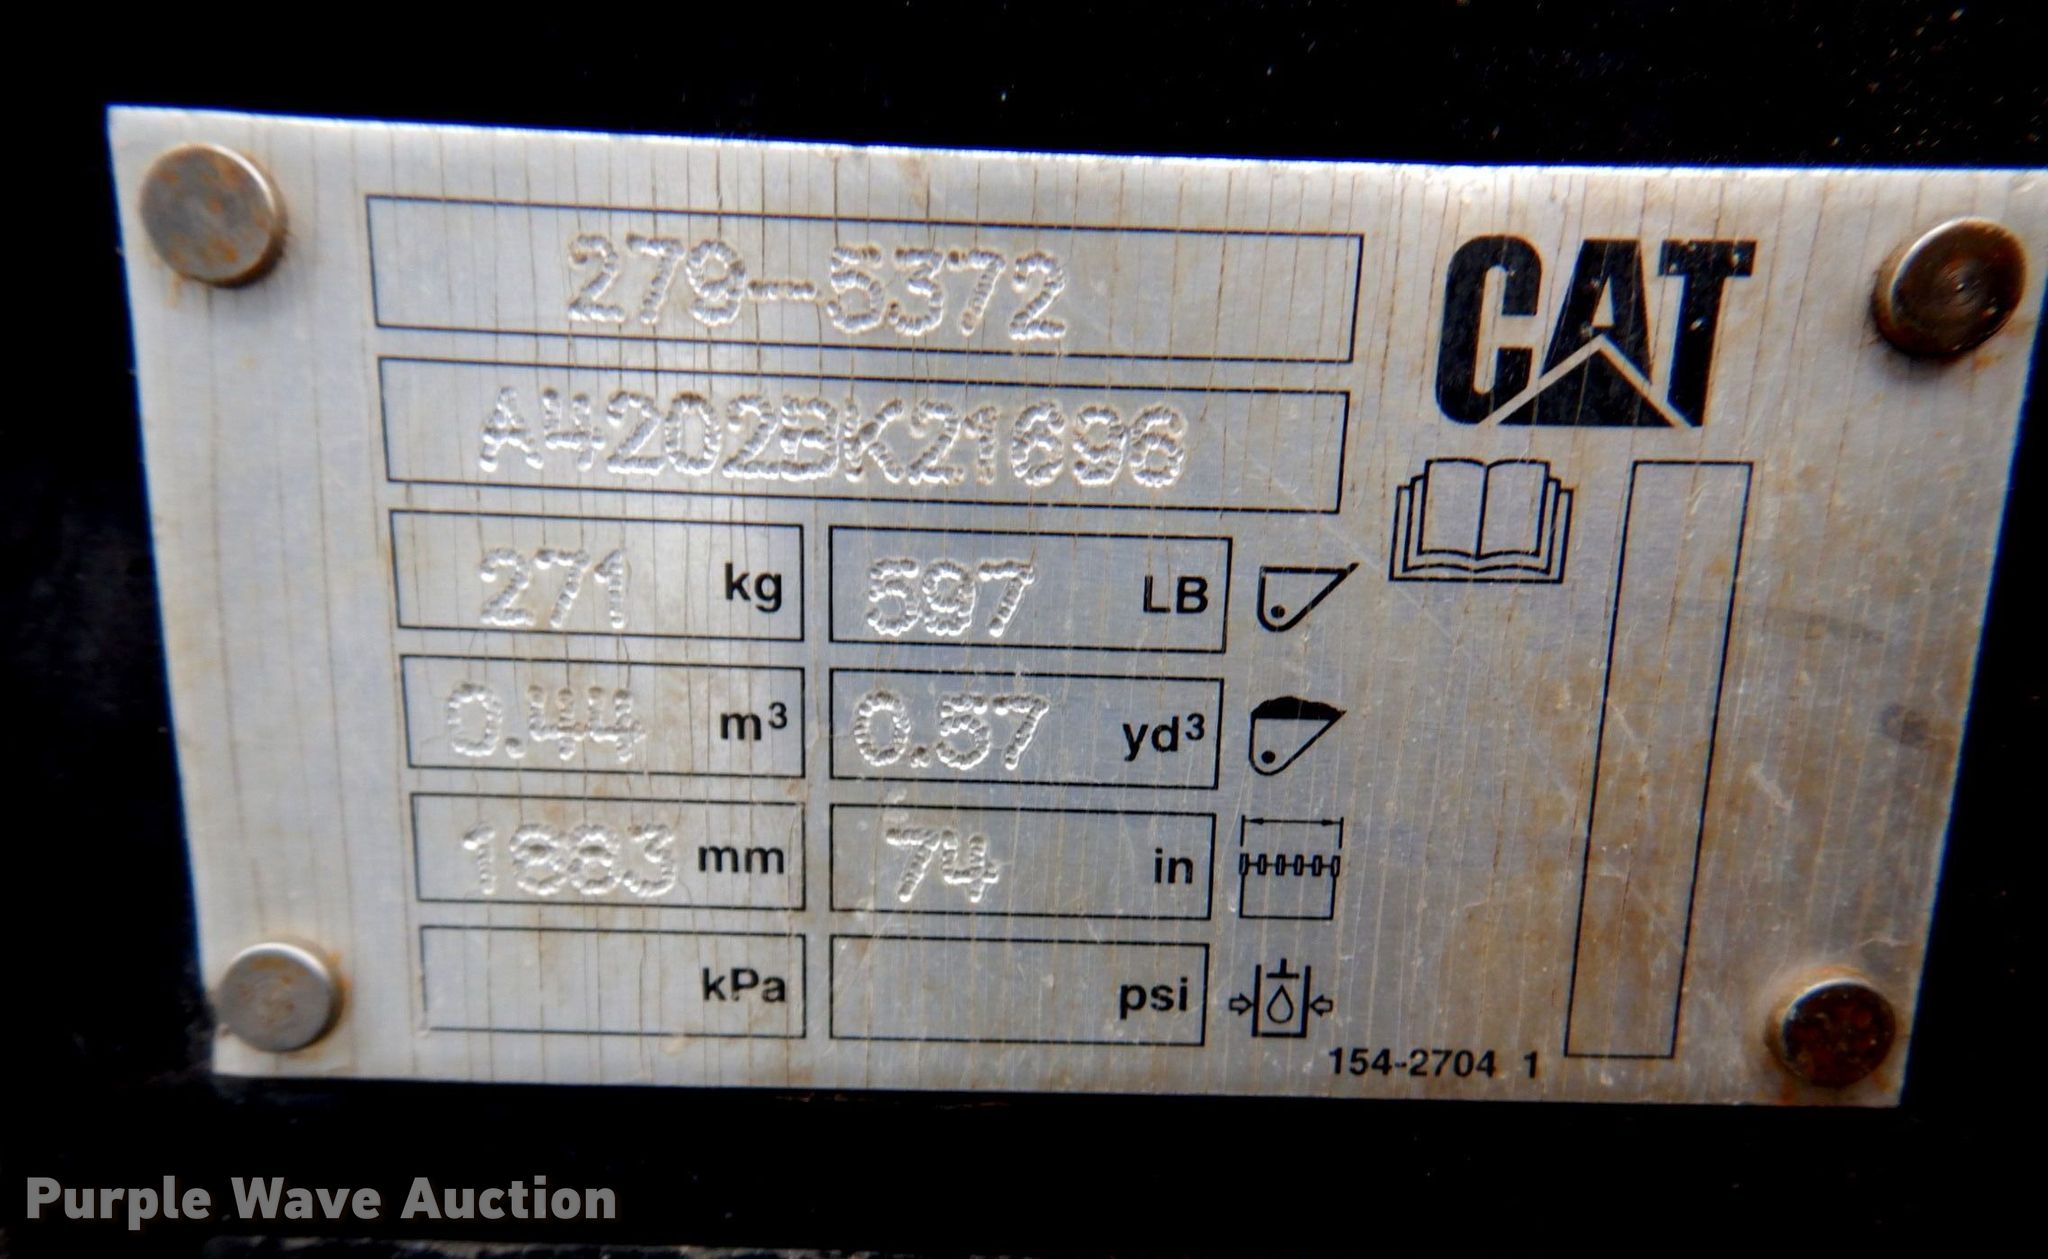 279-5372
CAT
A4202BK21696
271 kg 597 LB
0.44 m³ 0.57 yd³
1883 mm 74 in
kPa psi
154-2704 1
Purple Wave Auction